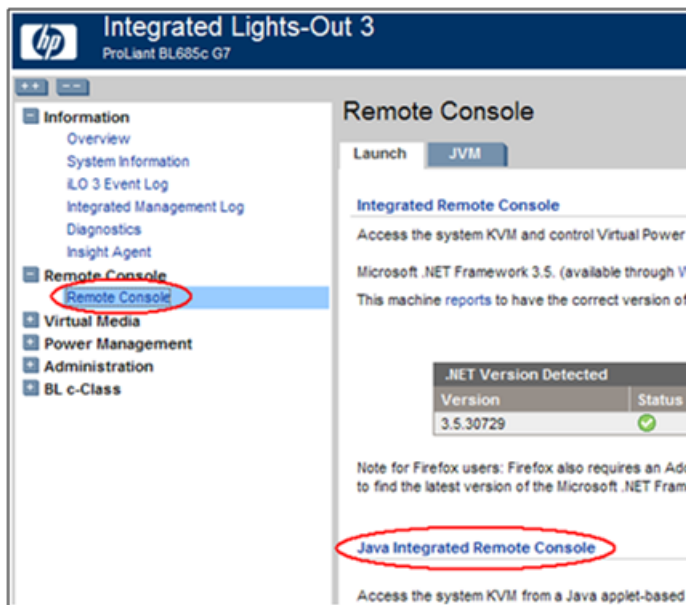 hp
Integrated Lights-Out 3
ProLiant BL685c G7
++ --
Information
Overview
System Information
iLO 3 Event Log
Integrated Management Log
Diagnostics
Insight Agent
Remote Console
Remote Console
Virtual Media
Power Management
Administration
BL c-Class
Remote Console
Launch JVM
Integrated Remote Console
Access the system KVM and control Virtual Power
Microsoft .NET Framework 3.5. (available through
This machine reports to have the correct version of
.NET Version Detected
Version Status
3.5.30729
Note for Firefox users: Firefox also requires an
to find the latest version of the Microsoft .NET
Java Integrated Remote Console
Access the system KVM from a Java applet-based